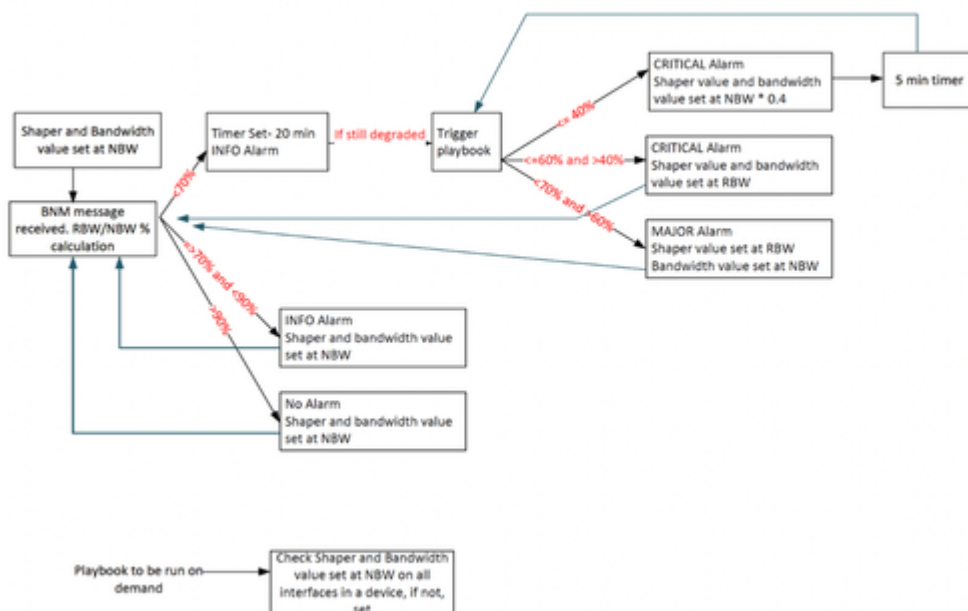 Shaper and Bandwidth
value set at NBW
BNM message
received. RBW/NBW %
calculation
<70%
Timer Set- 20 min
INFO Alarm
If still degraded
Trigger
playbook
<= 40%
CRITICAL Alarm
Shaper value and bandwidth
value set at NBW * 0.4
5 min timer
<=60% and >40%
CRITICAL Alarm
Shaper value and bandwidth
value set at RBW
<70% and >60%
MAJOR Alarm
Shaper value set at RBW
Bandwidth value set at NBW
=>70% and <90%
INFO Alarm
Shaper and bandwidth value
set at NBW
>90%
No Alarm
Shaper and bandwidth value
set at NBW
Playbook to be run on
demand
Check Shaper and Bandwidth
value set at NBW on all
interfaces in a device, if not,
set